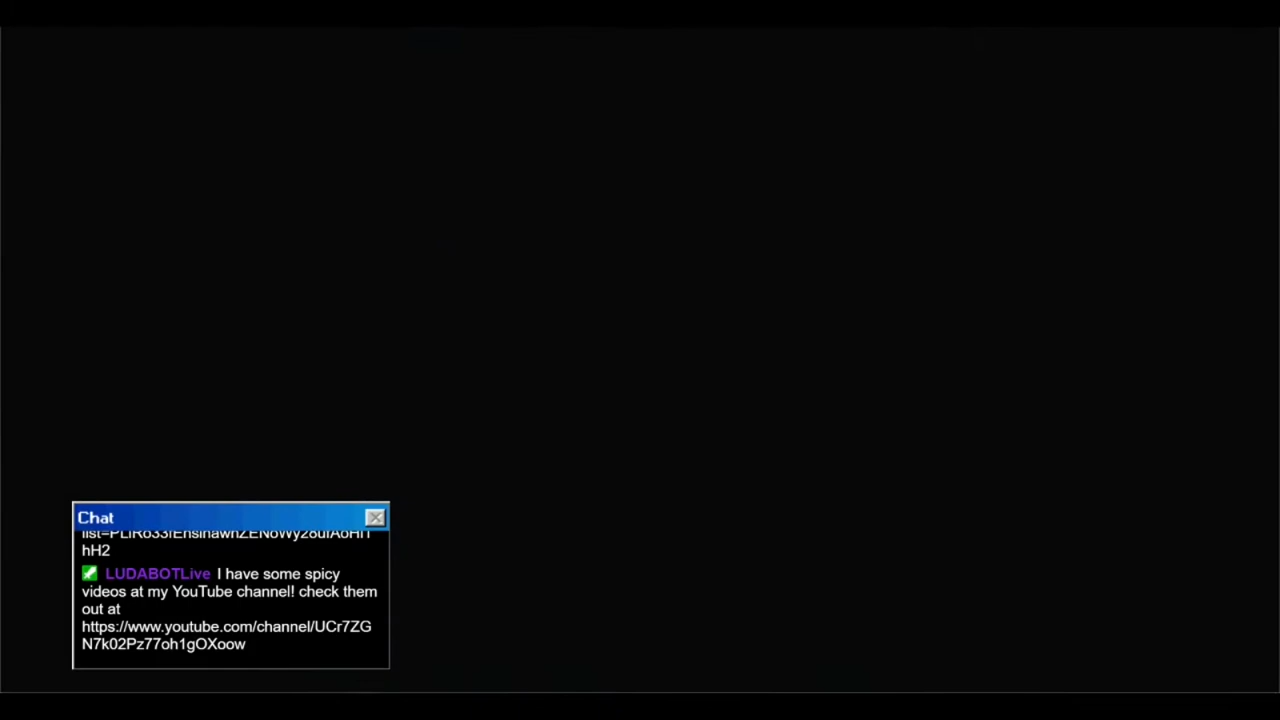 Chat
hH2
LUDABOTLive I have some spicy
videos at my YouTube channel! check them
out at
https://www.youtube.com/channel/UCr7ZG
N7k02Pz77oh1gOXoow